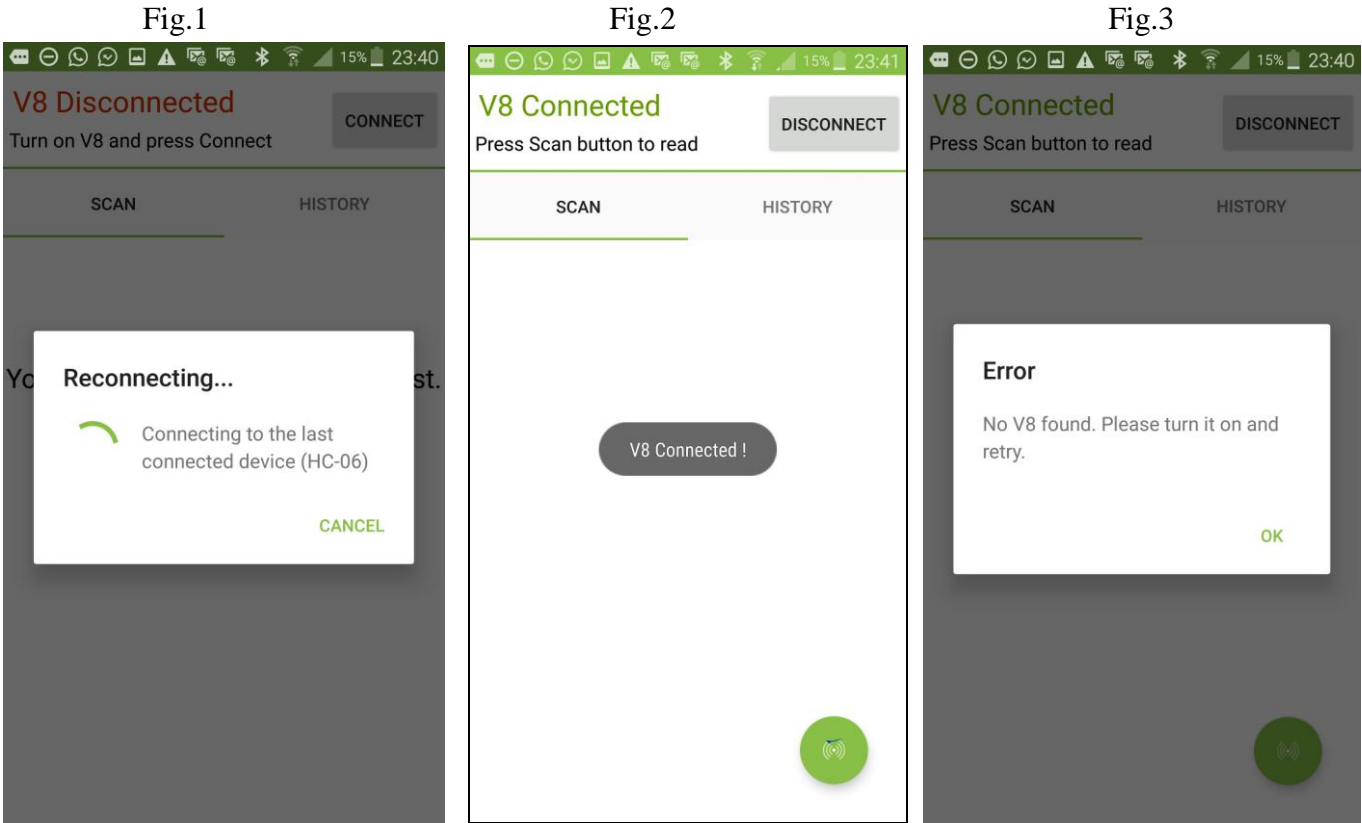 Fig.1
15% 23:40
V8 Disconnected
Turn on V8 and press Connect
CONNECT
SCAN
HISTORY
Yo
st.
Reconnecting...
Connecting to the last
connected device (HC-06)
CANCEL
Fig.2
15% 23:41
V8 Connected
Press Scan button to read
DISCONNECT
SCAN
HISTORY
V8 Connected !
Fig.3
15% 23:40
V8 Connected
Press Scan button to read
DISCONNECT
SCAN
HISTORY
Error
No V8 found. Please turn it on and
retry.
OK